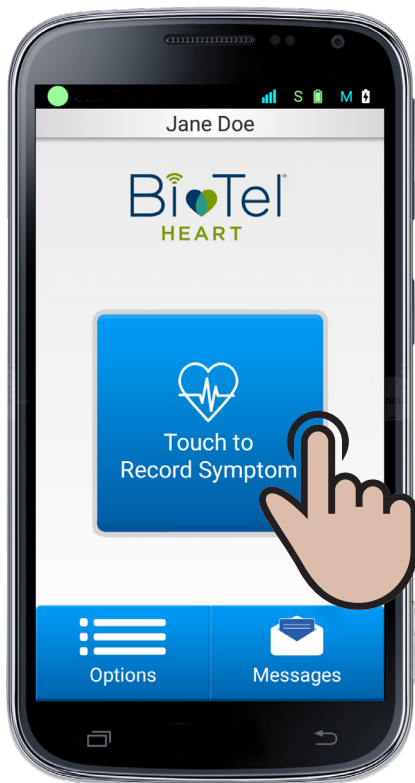 S M
Jane Doe
BioTel
HEART
Touch to
Record Symptom
Options
Messages